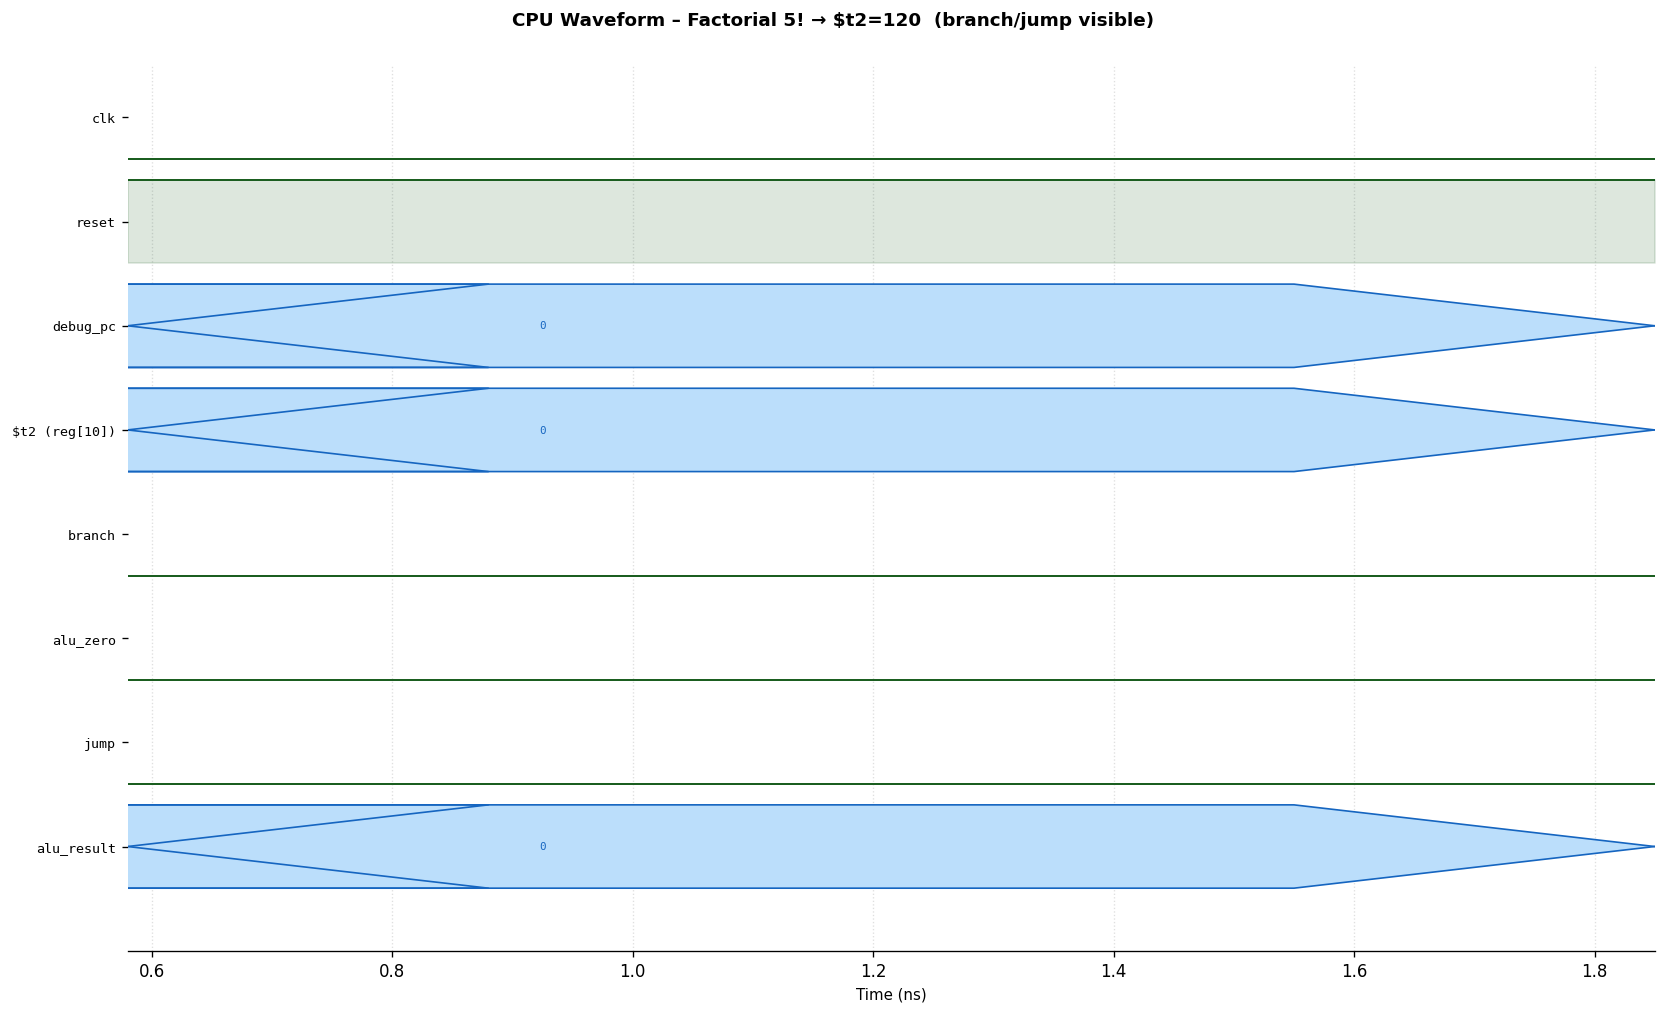 CPU Waveform – Factorial 5! → $t2=120  (branch/jump visible)
clk
reset
debug_pc
0
$t2 (reg[10])
0
branch
alu_zero
jump
alu_result
0
0.6 0.8 1.0 1.2 1.4 1.6 1.8
Time (ns)